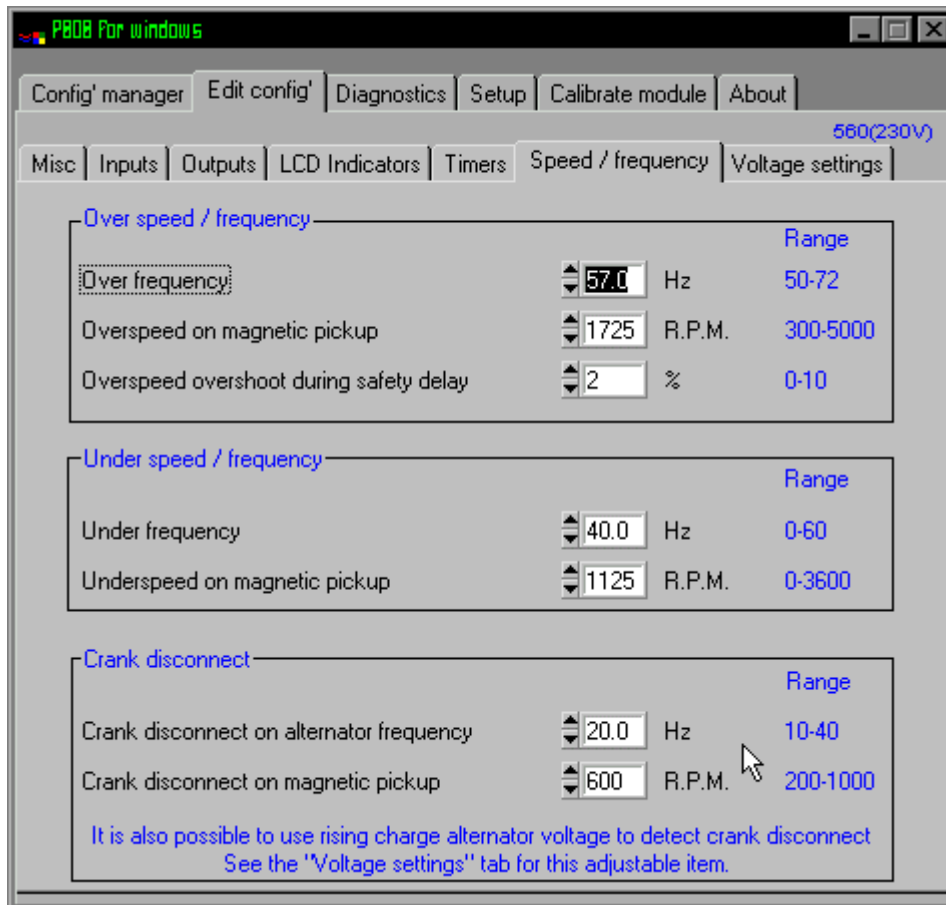 P808 For windows
Config' manager Edit config' Diagnostics Setup Calibrate module About
560(230V)
Misc Inputs Outputs LCD Indicators Timers Speed / frequency Voltage settings
Over speed / frequency
Range
Over frequency 57.0 Hz 50-72
Overspeed on magnetic pickup 1725 R.P.M. 300-5000
Overspeed overshoot during safety delay 2 % 0-10
Under speed / frequency
Range
Under frequency 40.0 Hz 0-60
Underspeed on magnetic pickup 1125 R.P.M. 0-3600
Crank disconnect
Range
Crank disconnect on alternator frequency 20.0 Hz 10-40
Crank disconnect on magnetic pickup 600 R.P.M. 200-1000
It is also possible to use rising charge alternator voltage to detect crank disconnect
See the "Voltage settings" tab for this adjustable item.